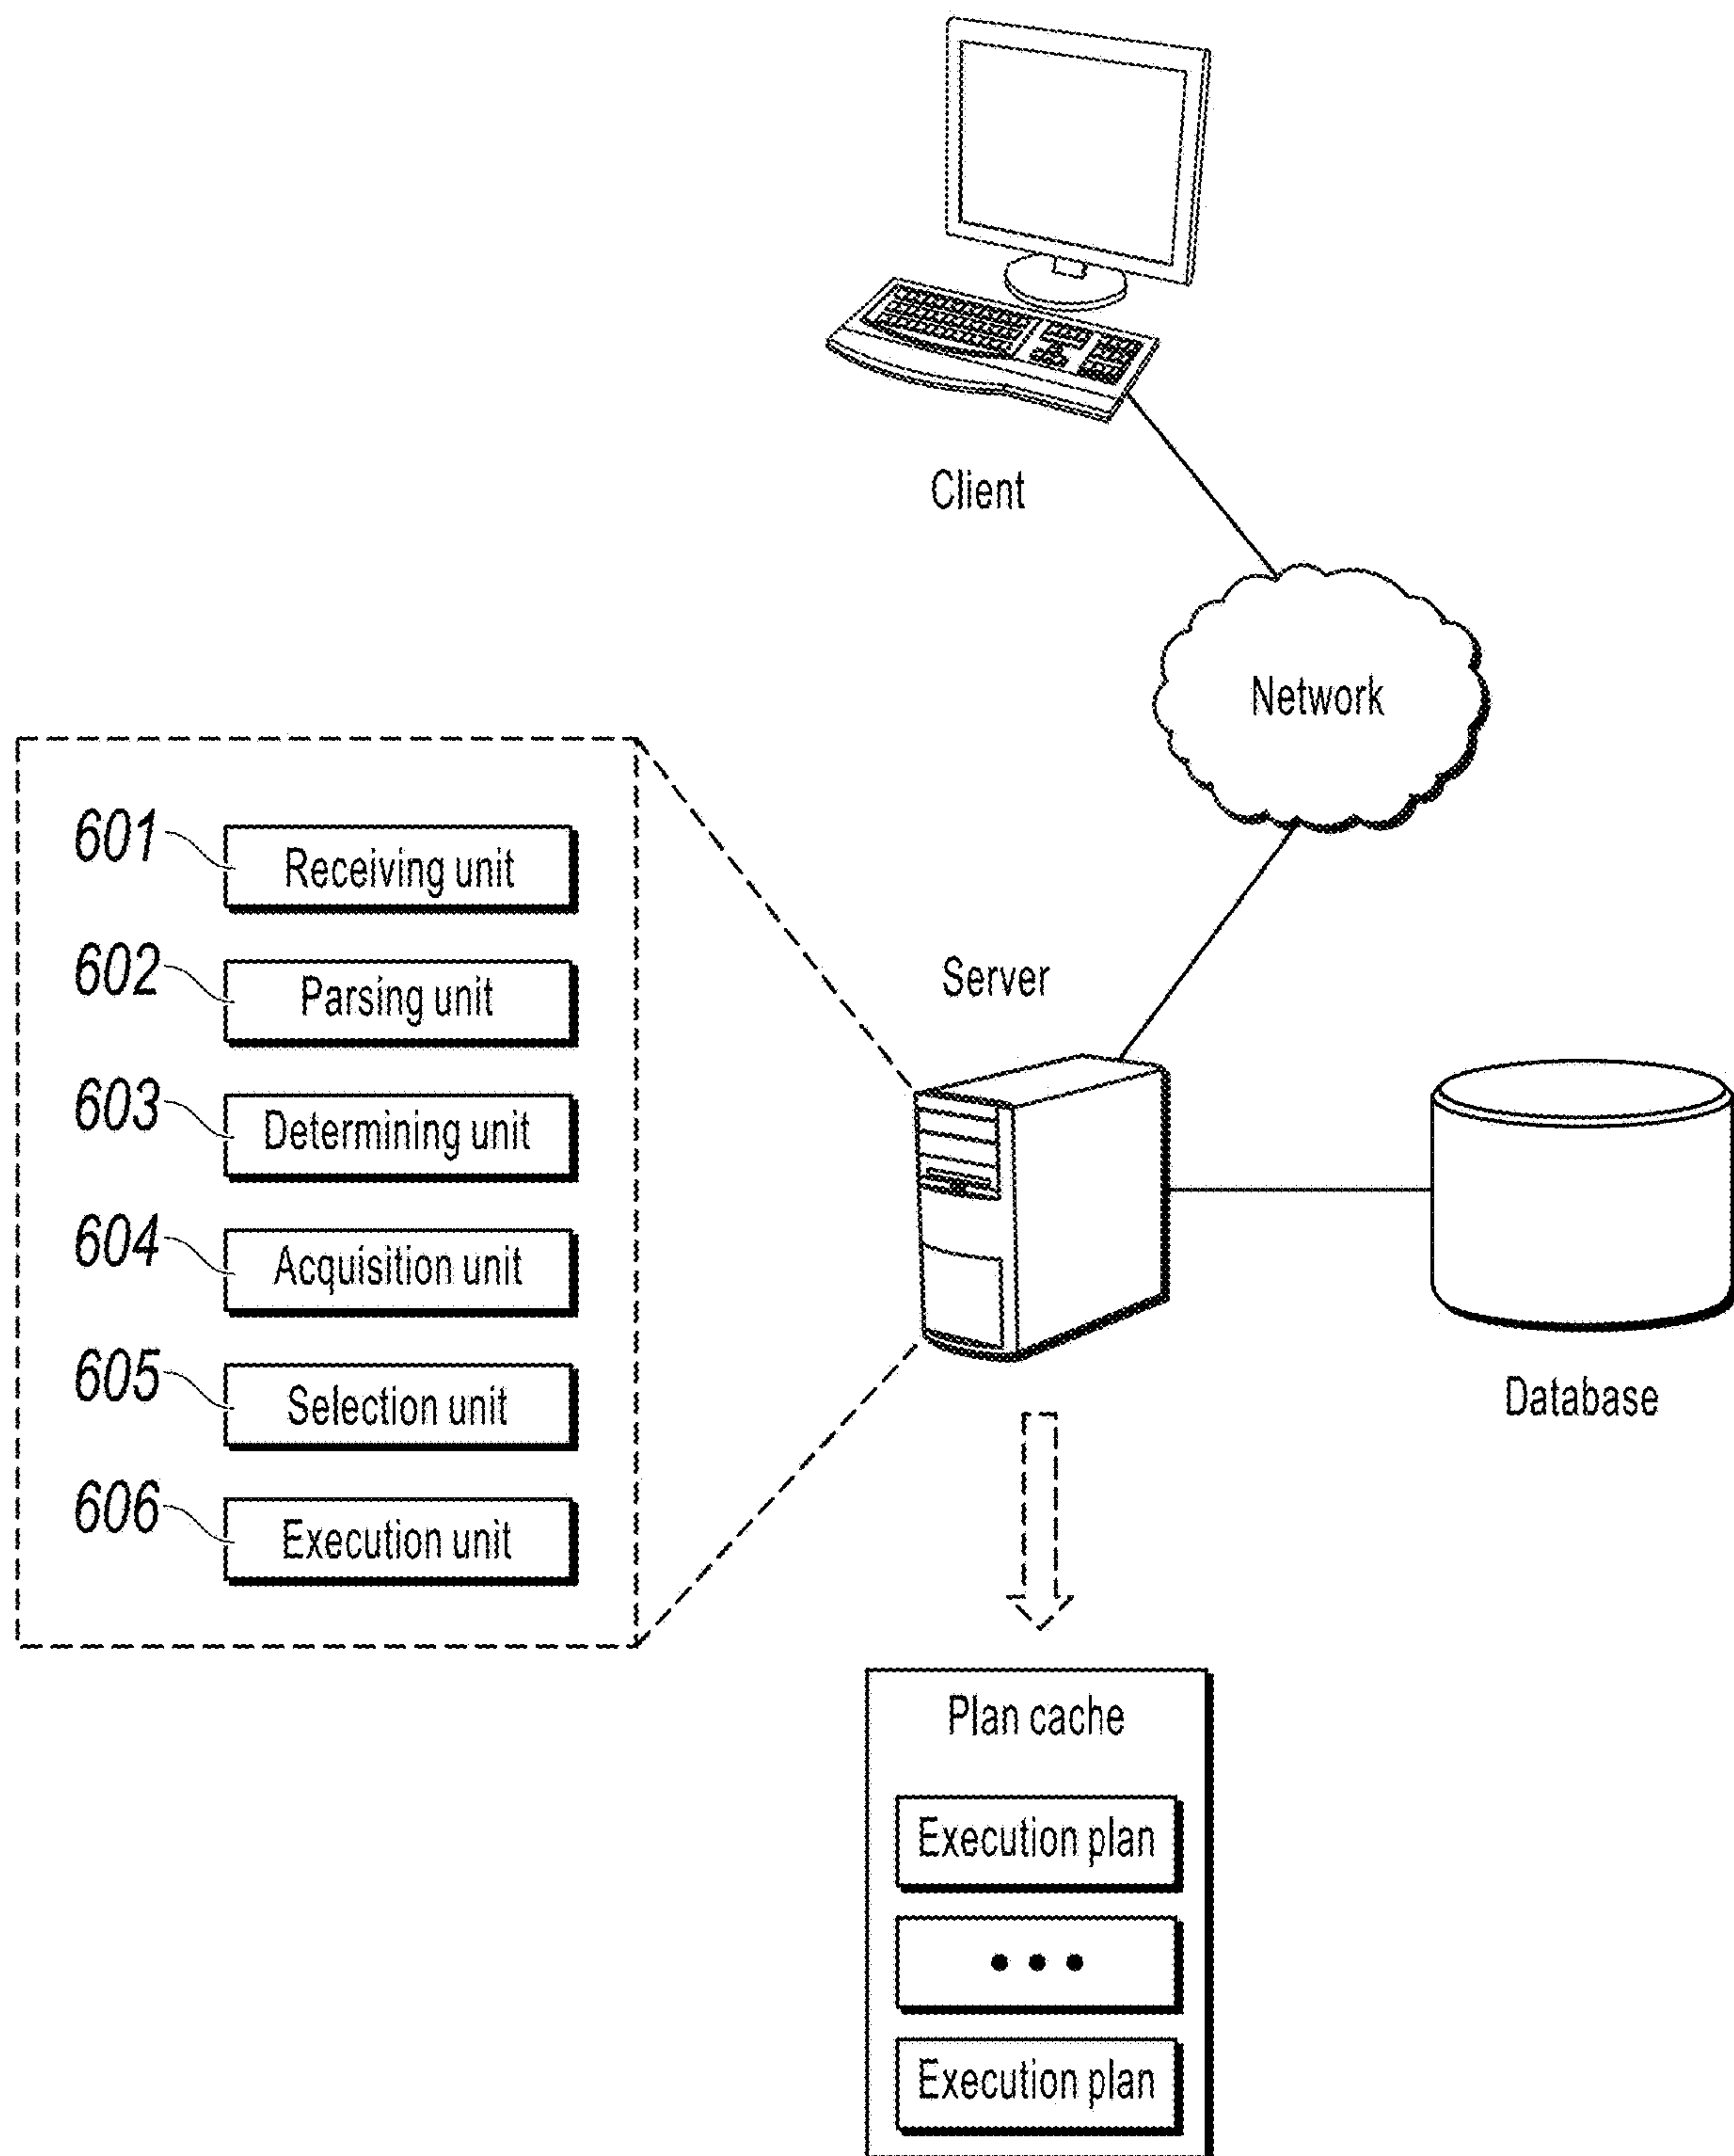 Client
Network
601 Receiving unit
602 Parsing unit
603 Determining unit
604 Acquisition unit
605 Selection unit
606 Execution unit
Server
Database
Plan cache
Execution plan
• • •
Execution plan